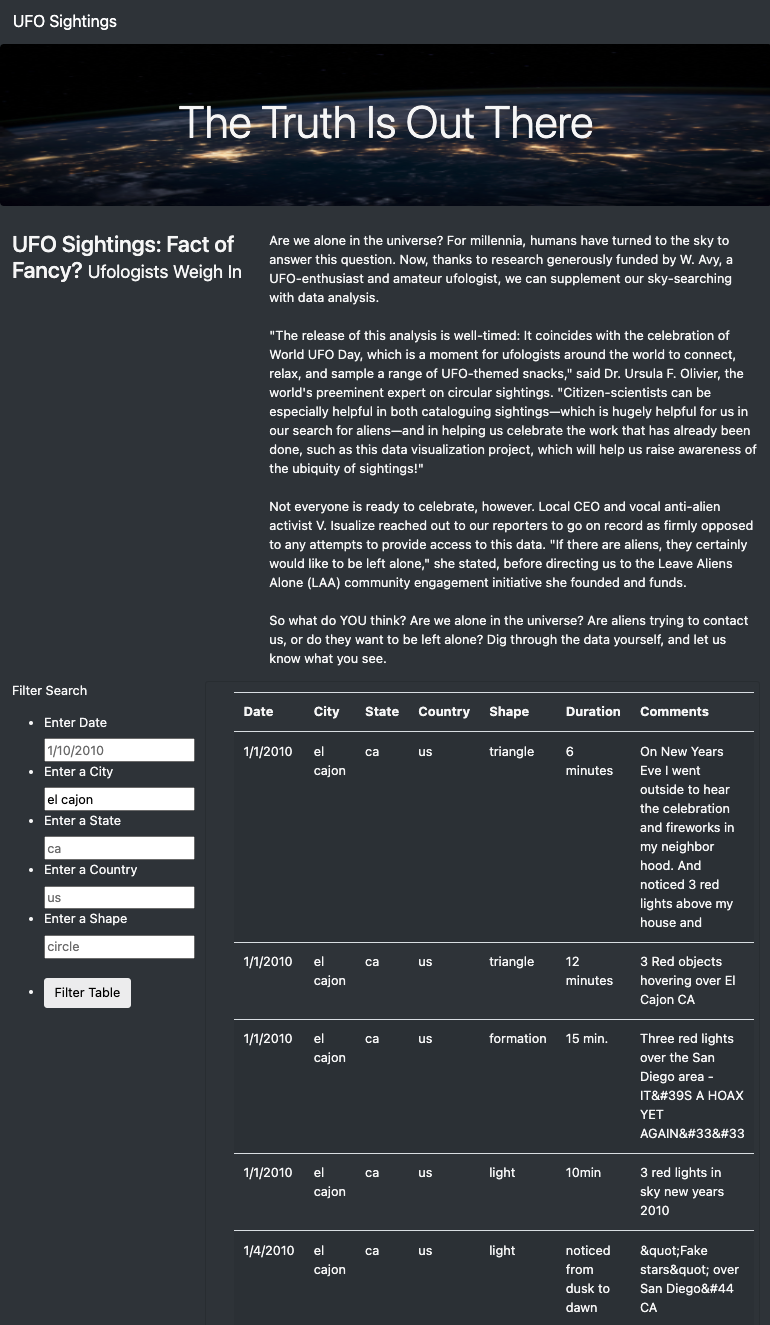 UFO Sightings
The Truth Is Out There
UFO Sightings: Fact of
Fancy? Ufologists Weigh In
Are we alone in the universe? For millennia, humans have turned to the sky to
answer this question. Now, thanks to research generously funded by W. Avy, a
UFO-enthusiast and amateur ufologist, we can supplement our sky-searching
with data analysis.
"The release of this analysis is well-timed: It coincides with the celebration of
World UFO Day, which is a moment for ufologists around the world to connect,
relax, and sample a range of UFO-themed snacks," said Dr. Ursula F. Olivier, the
world's preeminent expert on circular sightings. "Citizen-scientists can be
especially helpful in both cataloguing sightings—which is hugely helpful for us in
our search for aliens—and in helping us celebrate the work that has already been
done, such as this data visualization project, which will help us raise awareness of
the ubiquity of sightings!"
Not everyone is ready to celebrate, however. Local CEO and vocal anti-alien
activist V. Isualize reached out to our reporters to go on record as firmly opposed
to any attempts to provide access to this data. "If there are aliens, they certainly
would like to be left alone," she stated, before directing us to the Leave Aliens
Alone (LAA) community engagement initiative she founded and funds.
So what do YOU think? Are we alone in the universe? Are aliens trying to contact
us, or do they want to be left alone? Dig through the data yourself, and let us
know what you see.
Filter Search
Enter Date
1/10/2010
Enter a City
el cajon
Enter a State
ca
Enter a Country
us
Enter a Shape
circle
Filter Table
Date City State Country Shape Duration Comments
1/1/2010 el ca us triangle 6 On New Years
cajon minutes Eve I went
outside to hear
the celebration
and fireworks in
my neighbor
hood. And
noticed 3 red
lights above my
house and
1/1/2010 el ca us triangle 12 3 Red objects
cajon minutes hovering over El
Cajon CA
1/1/2010 el ca us formation 15 min. Three red lights
cajon over the San
Diego area -
IT&#39S A HOAX
YET
AGAIN&#33&#33
1/1/2010 el ca us light 10min 3 red lights in
cajon sky new years
2010
1/4/2010 el ca us light noticed &quot;Fake
cajon from stars&quot; over
dusk to San Diego&#44
dawn CA